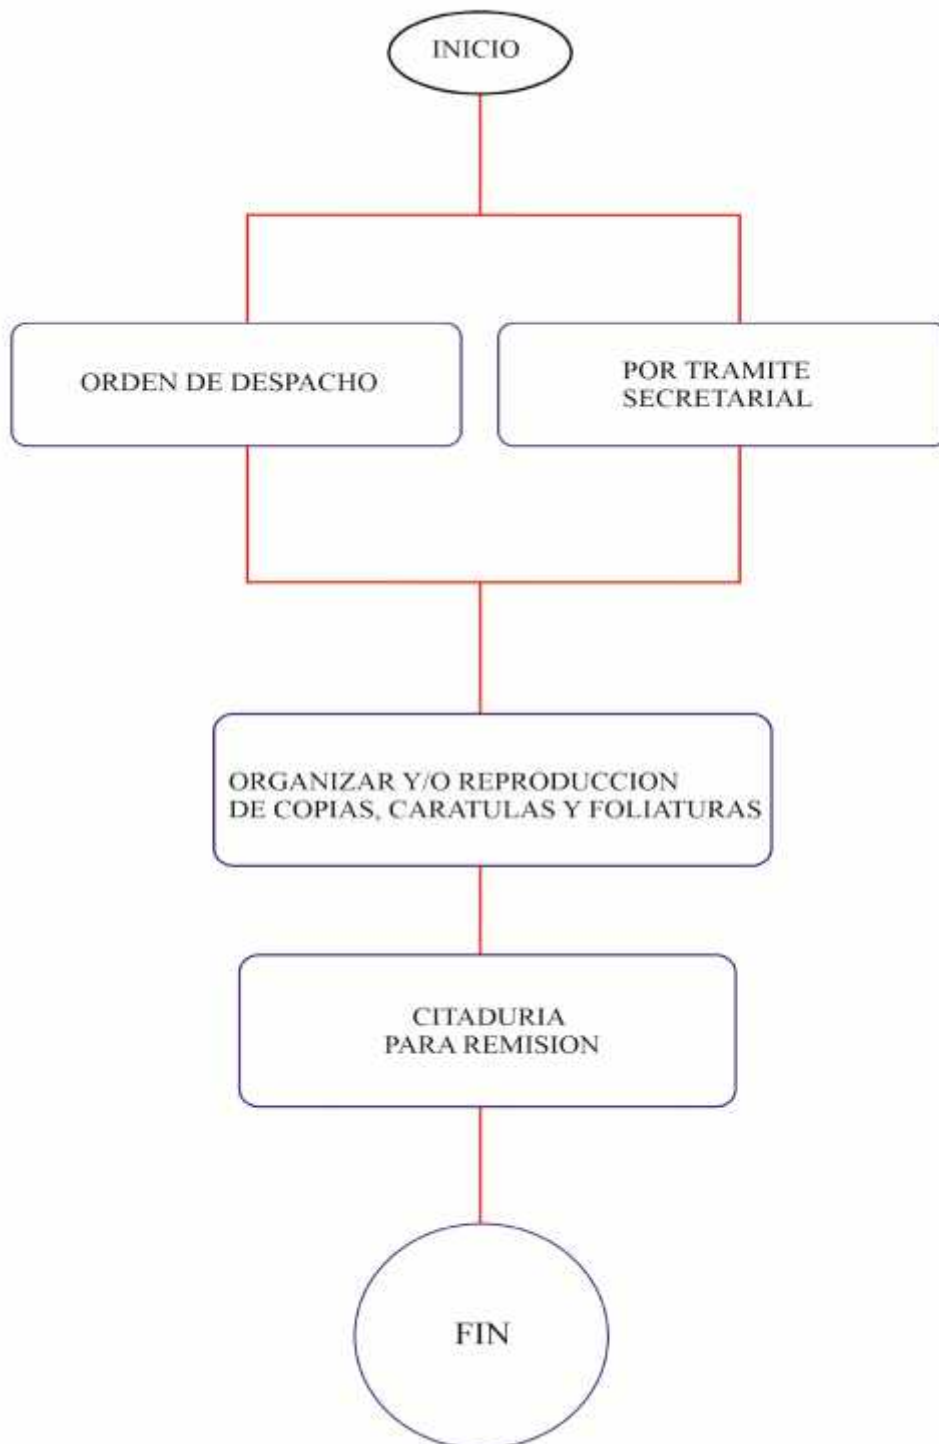 INICIO
ORDEN DE DESPACHO
POR TRAMITE
SECRETARIAL
ORGANIZAR Y/O REPRODUCCION
DE COPIAS, CARATULAS Y FOLIATURAS
CITADURIA
PARA REMISION
FIN